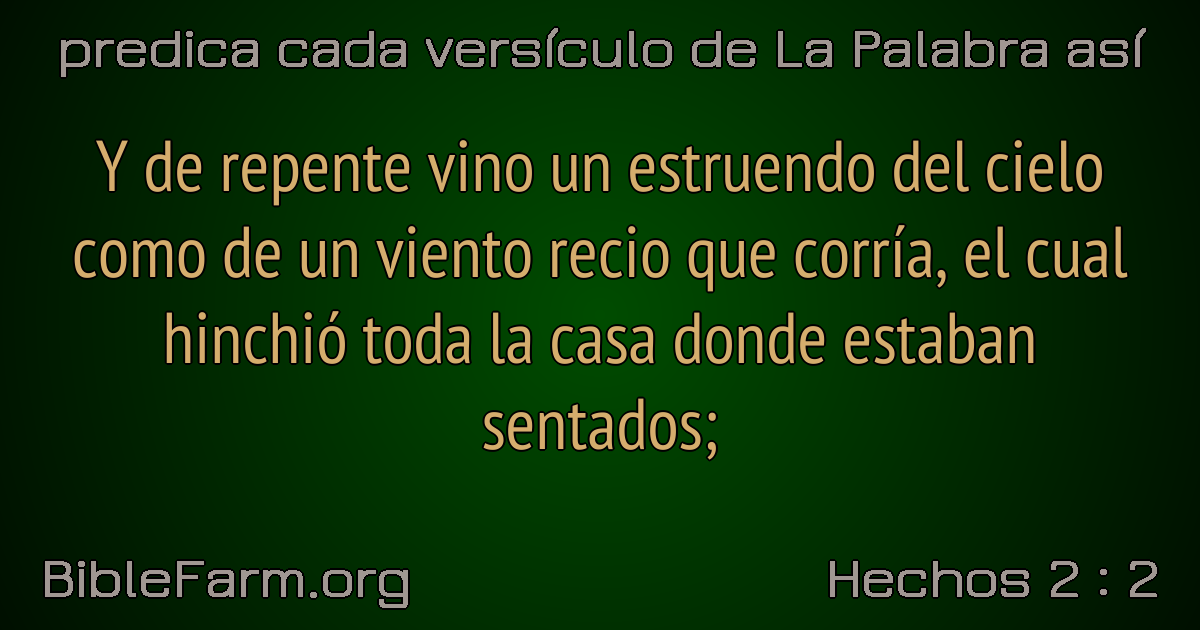 predica cada versículo de La Palabra así
Y de repente vino un estruendo del cielo
como de un viento recio que corría, el cual
hinchió toda la casa donde estaban
sentados;
BibleFarm.org
Hechos 2 : 2